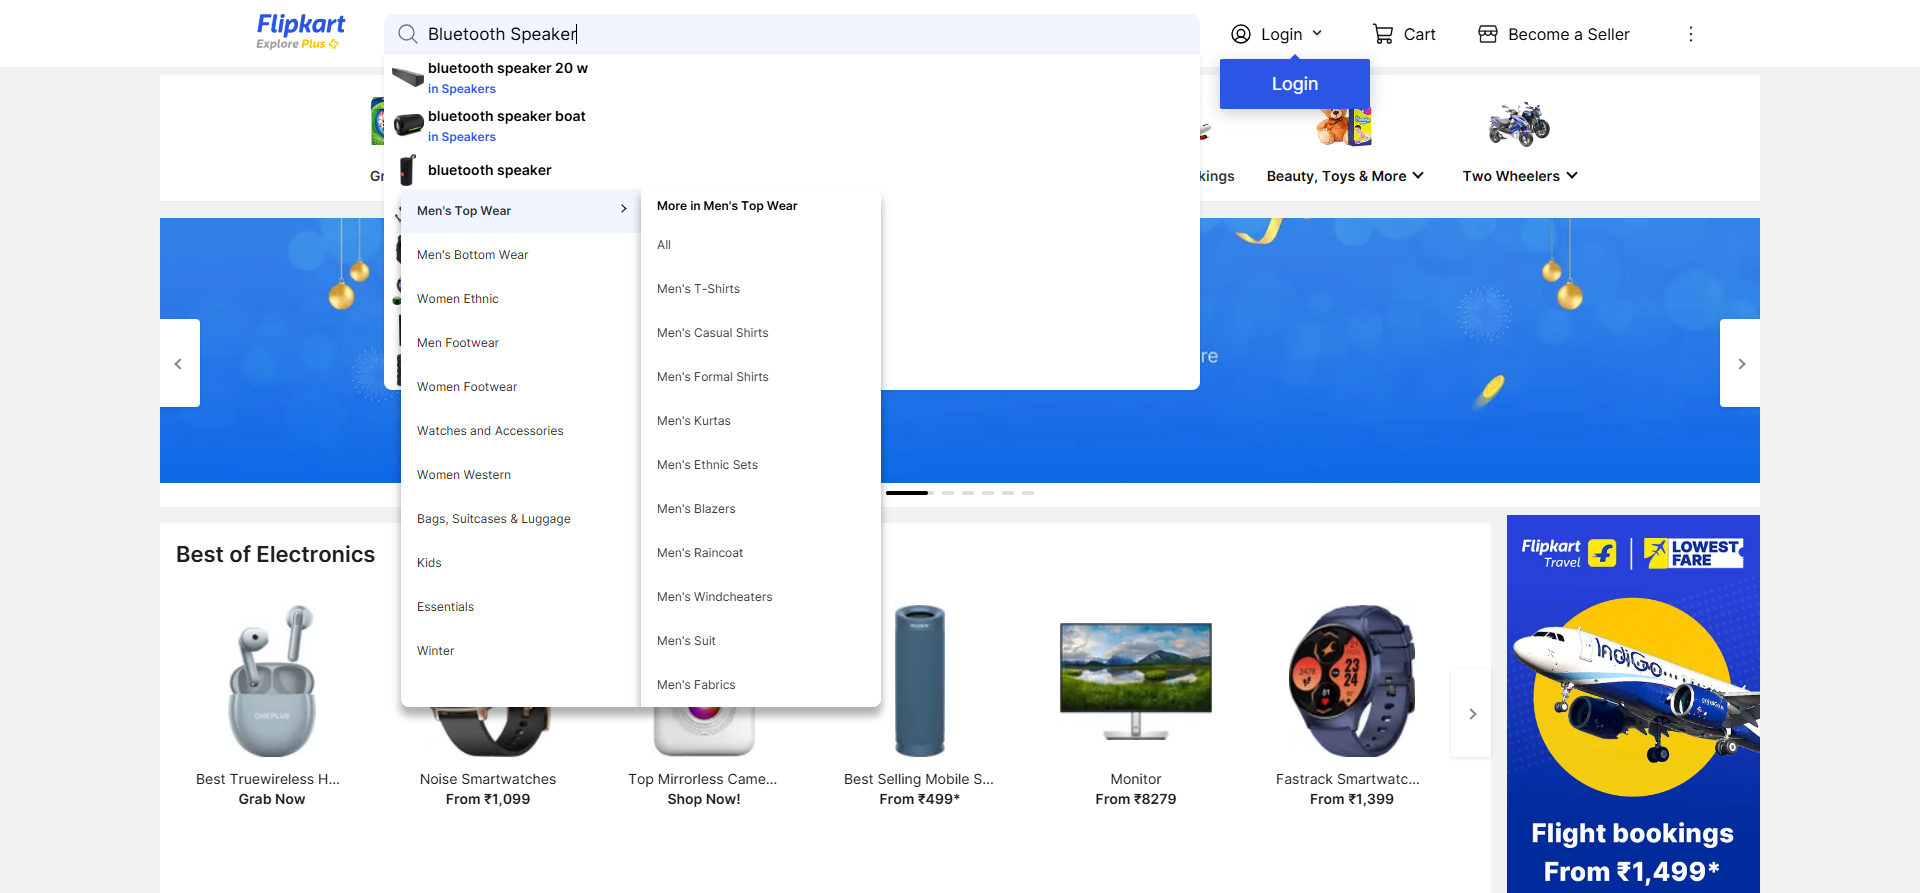 Flipkart
Explore Plus
Bluetooth Speaker
Login
Cart
Become a Seller
bluetooth speaker 20 w
in Speakers
bluetooth speaker boat
in Speakers
bluetooth speaker
Login
Beauty, Toys & More
Two Wheelers
Men's Top Wear
Men's Bottom Wear
Women Ethnic
Men Footwear
Women Footwear
Watches and Accessories
Women Western
Bags, Suitcases & Luggage
Kids
Essentials
Winter
More in Men's Top Wear
All
Men's T-Shirts
Men's Casual Shirts
Men's Formal Shirts
Men's Kurtas
Men's Ethnic Sets
Men's Blazers
Men's Raincoat
Men's Windcheaters
Men's Suit
Men's Fabrics
Best of Electronics
ONEPLUS
SONY
Best Truewireless H...
Grab Now
Noise Smartwatches
From ₹1,099
Top Mirrorless Came...
Shop Now!
Best Selling Mobile S...
From ₹499*
Monitor
From ₹8279
Fastrack Smartwatc...
From ₹1,399
Flipkart
Travel
LOWEST
FARE
IndiGo
Flight bookings
From ₹1,499*